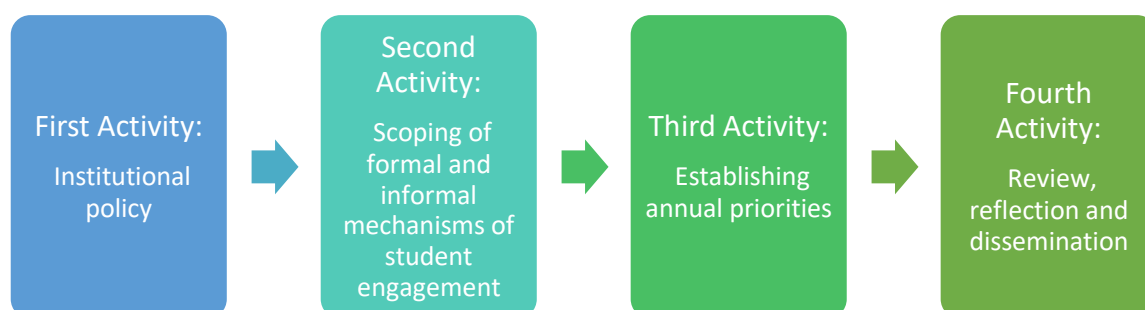 First Activity:
Institutional
policy
Second
Activity:
Scoping of
formal and
informal
mechanisms of
student
engagement
Third Activity:
Establishing
annual priorities
Fourth
Activity:
Review,
reflection and
dissemination